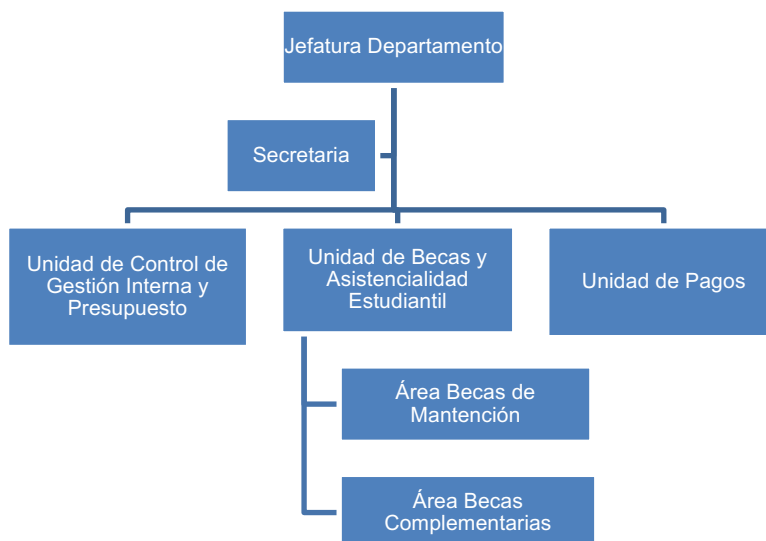 Jefatura Departamento
Secretaria
Unidad de Control de
Gestión Interna y
Presupuesto
Unidad de Becas y
Asistencialidad
Estudiantil
Unidad de Pagos
Área Becas de
Mantención
Área Becas
Complementarias